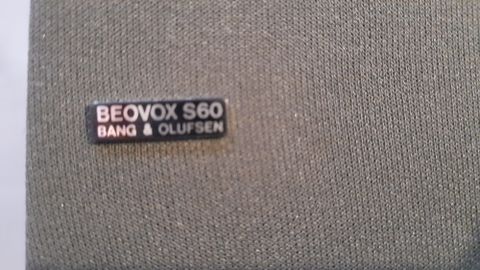 BEOVOX S60
BANG & OLUFSEN